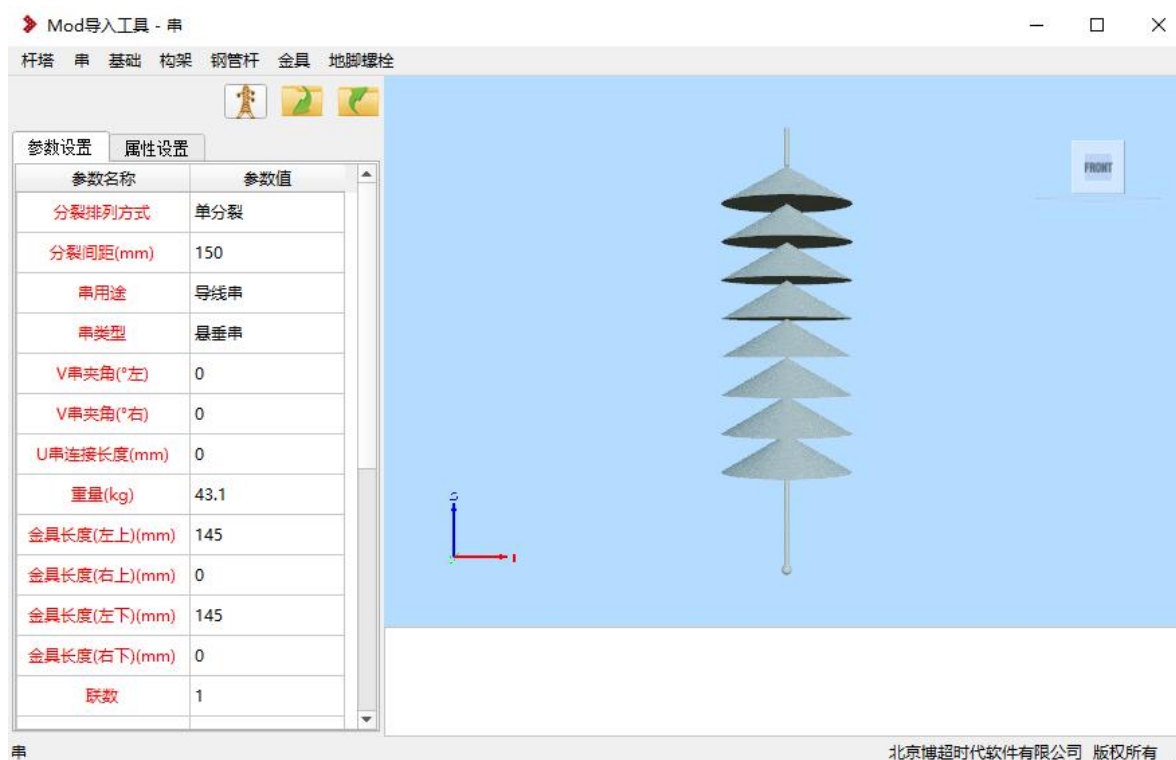 Mod导入工具 - 串
杆塔 串 基础 构架 钢管杆 金具 地脚螺栓
参数设置 属性设置
参数名称 参数值
分裂排列方式 单分裂
分裂间距(mm) 150
串用途 导线串
串类型 悬垂串
V串夹角(°左) 0
V串夹角(°右) 0
U串连接长度(mm) 0
重量(kg) 43.1
金具长度(左上)(mm) 145
金具长度(右上)(mm) 0
金具长度(左下)(mm) 145
金具长度(右下)(mm) 0
联数 1
FRONT
串
北京博超时代软件有限公司 版权所有